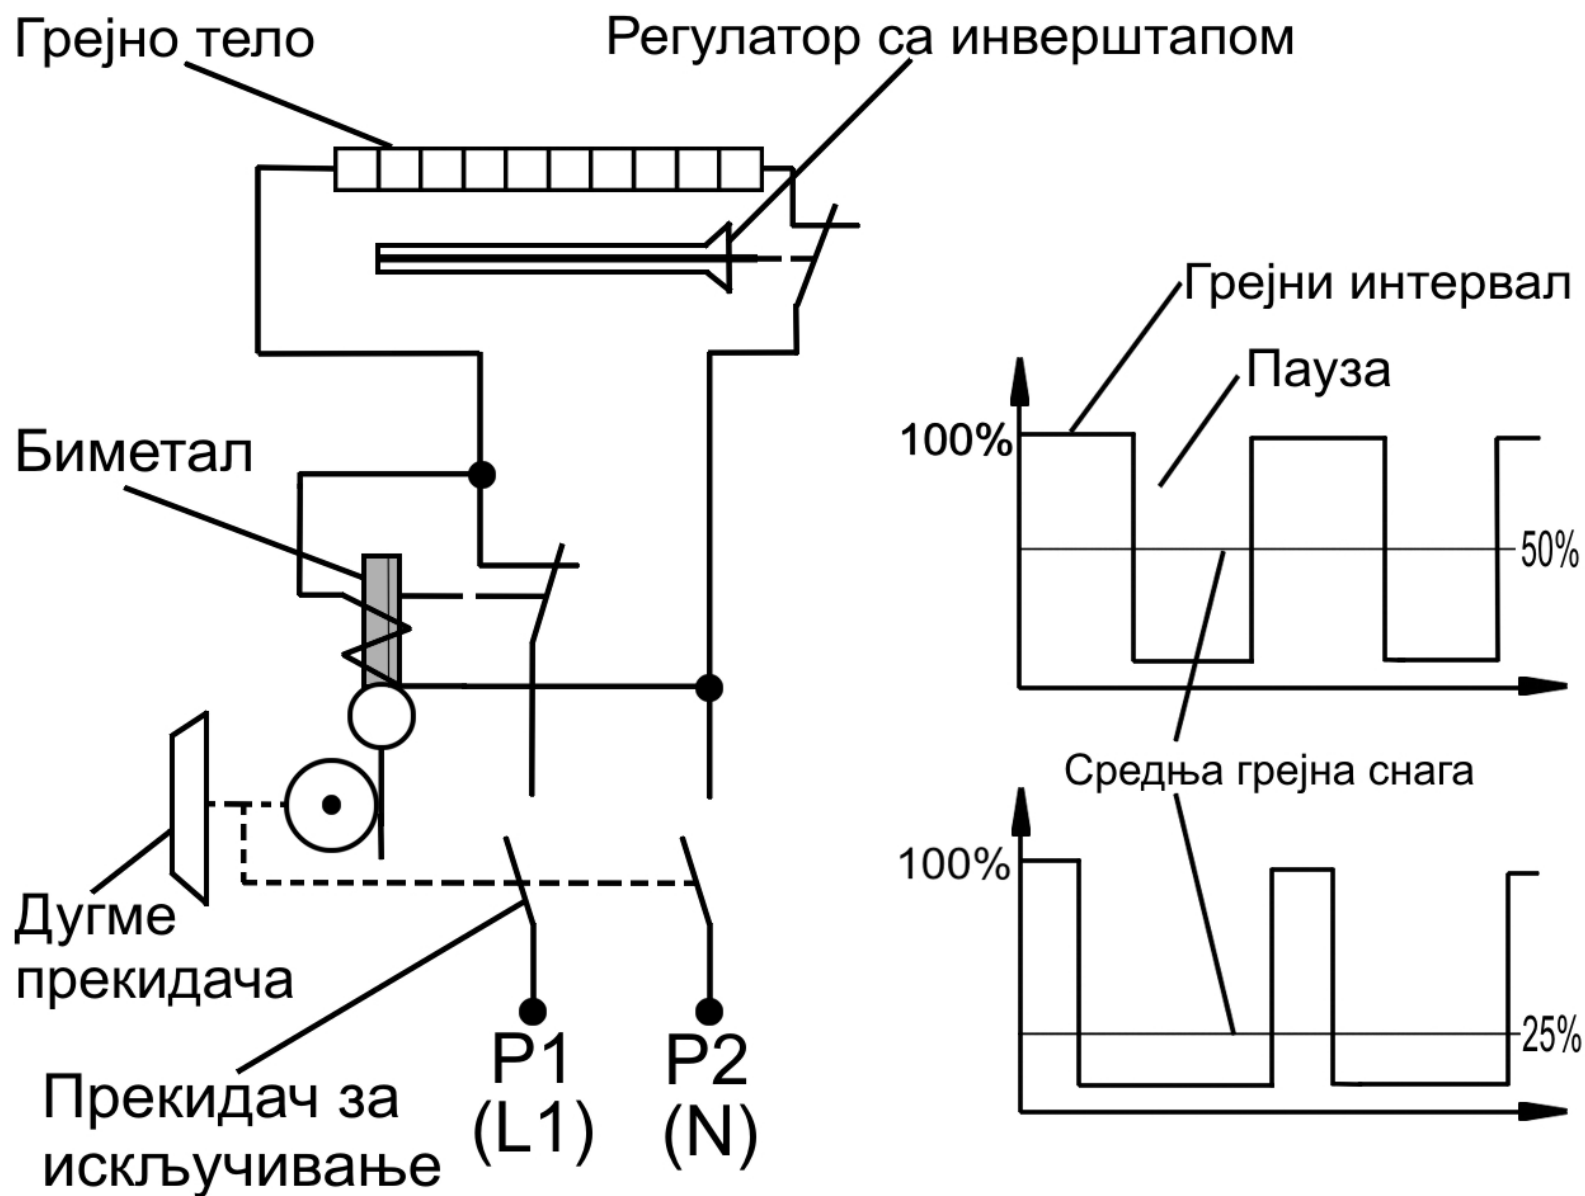 Грејно тело
Регулатор са инверштапом
Биметал
Дугме
прекидача
Прекидач за
искључивање
P1
(L1)
P2
(N)
Грејни интервал
Пауза
100%
50%
Средња грејна снага
100%
25%